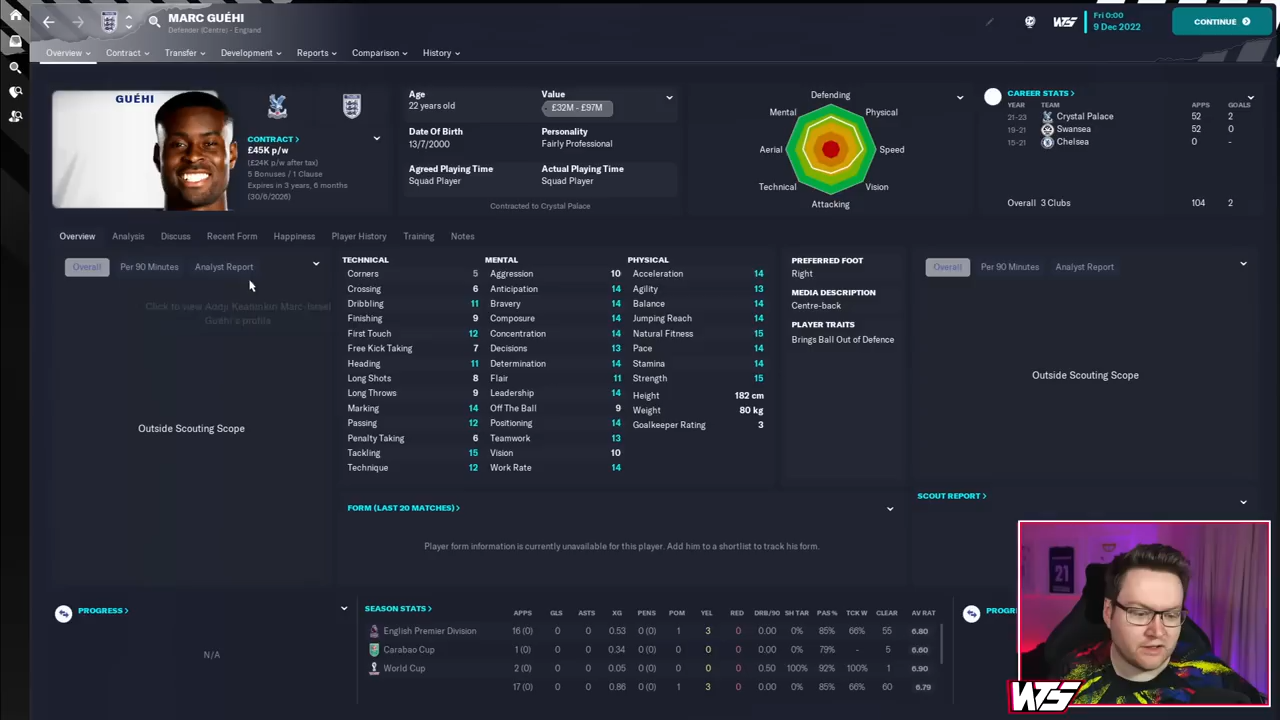 MARC GUÉHI
Defender (Centre) - England
Fri 0:00
9 Dec 2022
CONTINUE
Overview
Contract
Transfer
Development
Reports
Comparison
History
GUÉHI
CONTRACT >
£45K p/w
(£24K p/w after tax)
5 Bonuses / 1 Clause
Expires in 3 years, 6 months
(30/6/2026)
Age
22 years old
Value
£32M - £97M
Date Of Birth
13/7/2000
Personality
Fairly Professional
Agreed Playing Time
Squad Player
Actual Playing Time
Squad Player
Contracted to Crystal Palace
Defending
Mental Physical
Aerial Speed
Technical Vision
Attacking
CAREER STATS >
YEAR TEAM APPS GOALS
21-23 Crystal Palace 52 2
19-21 Swansea 52 0
15-21 Chelsea 0 -
Overall 3 Clubs 104 2
Overview Analysis Discuss Recent Form Happiness Player History Training Notes
Overall Per 90 Minutes Analyst Report
Guéhi's profile
Outside Scouting Scope
TECHNICAL
Corners 5
Crossing 6
Dribbling 11
Finishing 9
First Touch 12
Free Kick Taking 7
Heading 11
Long Shots 8
Long Throws 9
Marking 14
Passing 12
Penalty Taking 6
Tackling 15
Technique 12
MENTAL
Aggression 10
Anticipation 14
Bravery 14
Composure 14
Concentration 14
Decisions 13
Determination 14
Flair 11
Leadership 14
Off The Ball 9
Positioning 14
Teamwork 13
Vision 10
Work Rate 14
PHYSICAL
Acceleration 14
Agility 13
Balance 14
Jumping Reach 14
Natural Fitness 15
Pace 14
Stamina 14
Strength 15
Height 182 cm
Weight 80 kg
Goalkeeper Rating 3
PREFERRED FOOT
Right
MEDIA DESCRIPTION
Centre-back
PLAYER TRAITS
Brings Ball Out of Defence
Overall Per 90 Minutes Analyst Report
Outside Scouting Scope
FORM (LAST 20 MATCHES) >
Player form information is currently unavailable for this player. Add him to a shortlist to track his form.
SCOUT REPORT >
PROGRESS >
N/A
SEASON STATS > APPS GLS ASTS XG PENS POM YEL RED DRB/90 SH TAR PAS % TCK W CLEAR AV RAT
English Premier Division 16 (0) 0 0 0.53 0 (0) 1 3 0 0.00 0% 85% 66% 55 6.80
Carabao Cup 1 (0) 0 0 0.34 0 (0) 0 0 0 0.00 0% 79% - 5 6.60
World Cup 2 (0) 0 0 0.05 0 (0) 0 0 0 0.50 100% 92% 100% 1 6.90
17 (0) 0 0 0.86 0 (0) 1 3 0 0.00 0% 85% 66% 60 6.79
21
WTS